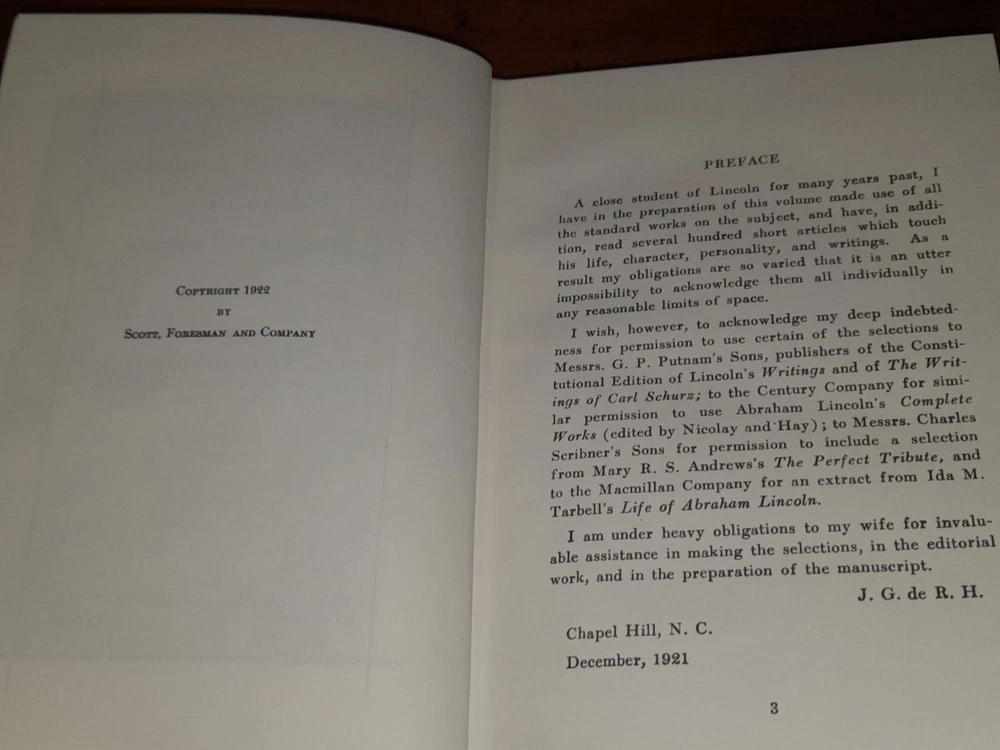 COPYRIGHT 1922
BY
SCOTT, FORESMAN AND COMPANY
PREFACE
A close student of Lincoln for many years past, I
have in the preparation of this volume made use of all
the standard works on the subject, and have, in addi-
tion, read several hundred short articles which touch
his life, character, personality, and writings. As a
result my obligations are so varied that it is an utter
impossibility to acknowledge them all individually in
any reasonable limits of space.
I wish, however, to acknowledge my deep indebted-
ness for permission to use certain of the selections to
Messrs. G. P. Putnam's Sons, publishers of the Consti-
tutional Edition of Lincoln's Writings and of The Writ-
ings of Carl Schurz; to the Century Company for simi-
lar permission to use Abraham Lincoln's Complete
Works (edited by Nicolay and Hay); to Messrs. Charles
Scribner's Sons for permission to include a selection
from Mary R. S. Andrews's The Perfect Tribute, and
to the Macmillan Company for an extract from Ida M.
Tarbell's Life of Abraham Lincoln.
I am under heavy obligations to my wife for invalu-
able assistance in making the selections, in the editorial
work, and in the preparation of the manuscript.
J. G. de R. H.
Chapel Hill, N. C.
December, 1921
3